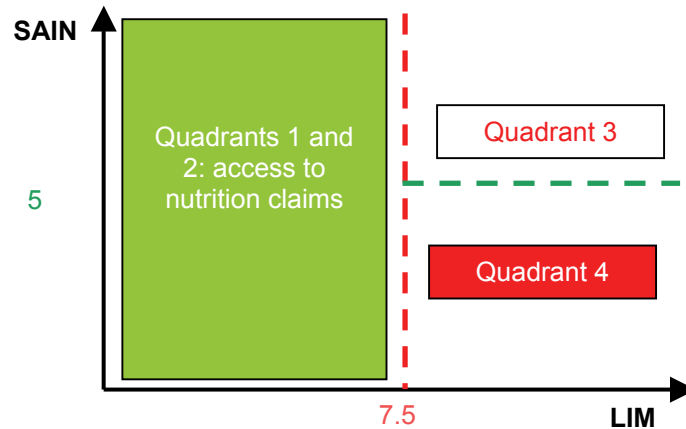 SAIN
Quadrants 1 and
2: access to
nutrition claims
Quadrant 3
5
Quadrant 4
7.5
LIM